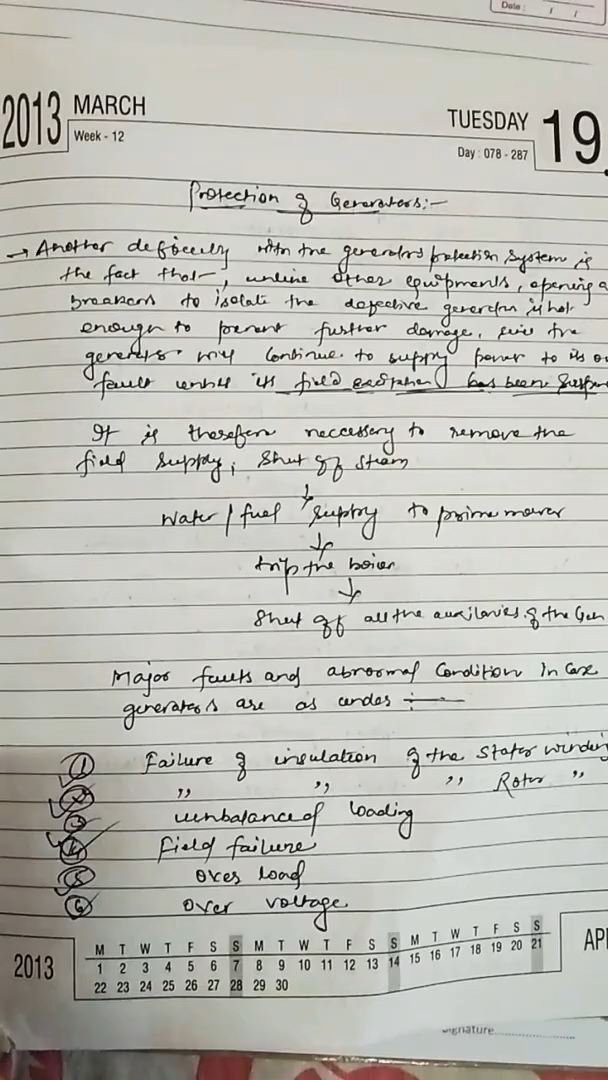 Date : / /
2013 MARCH
Week - 12
TUESDAY 19
Day : 078 - 287
Protection of Generators:-
→ Another deficulty with the generators protection system is
the fact that, unlike other equipments, opening a
breakers to isolate the defective generator is not
enough to prevent further damage, since the
generator will continue to supply power to its o
fault until its field excitation has been susp
It is therefore neccessary to remove the
field supply, shut off steam
↓
Water / fuel supply to prime mover
↓
trip the boiler
↓
Shut off all the auxilaries of the Gen
Major faults and abnormal Condition in Case
generators are as under :—
① Failure of insulation of the Stator windin
② ,, ,, ,, Rotor ,,
③ unbalance of loading
④ field failure
⑤ over load
⑥ over voltage
2013
M T W T F S S M T W T F S S M T W T F S S
1 2 3 4 5 6 7 8 9 10 11 12 13 14 15 16 17 18 19 20 21
22 23 24 25 26 27 28 29 30
AP
signature